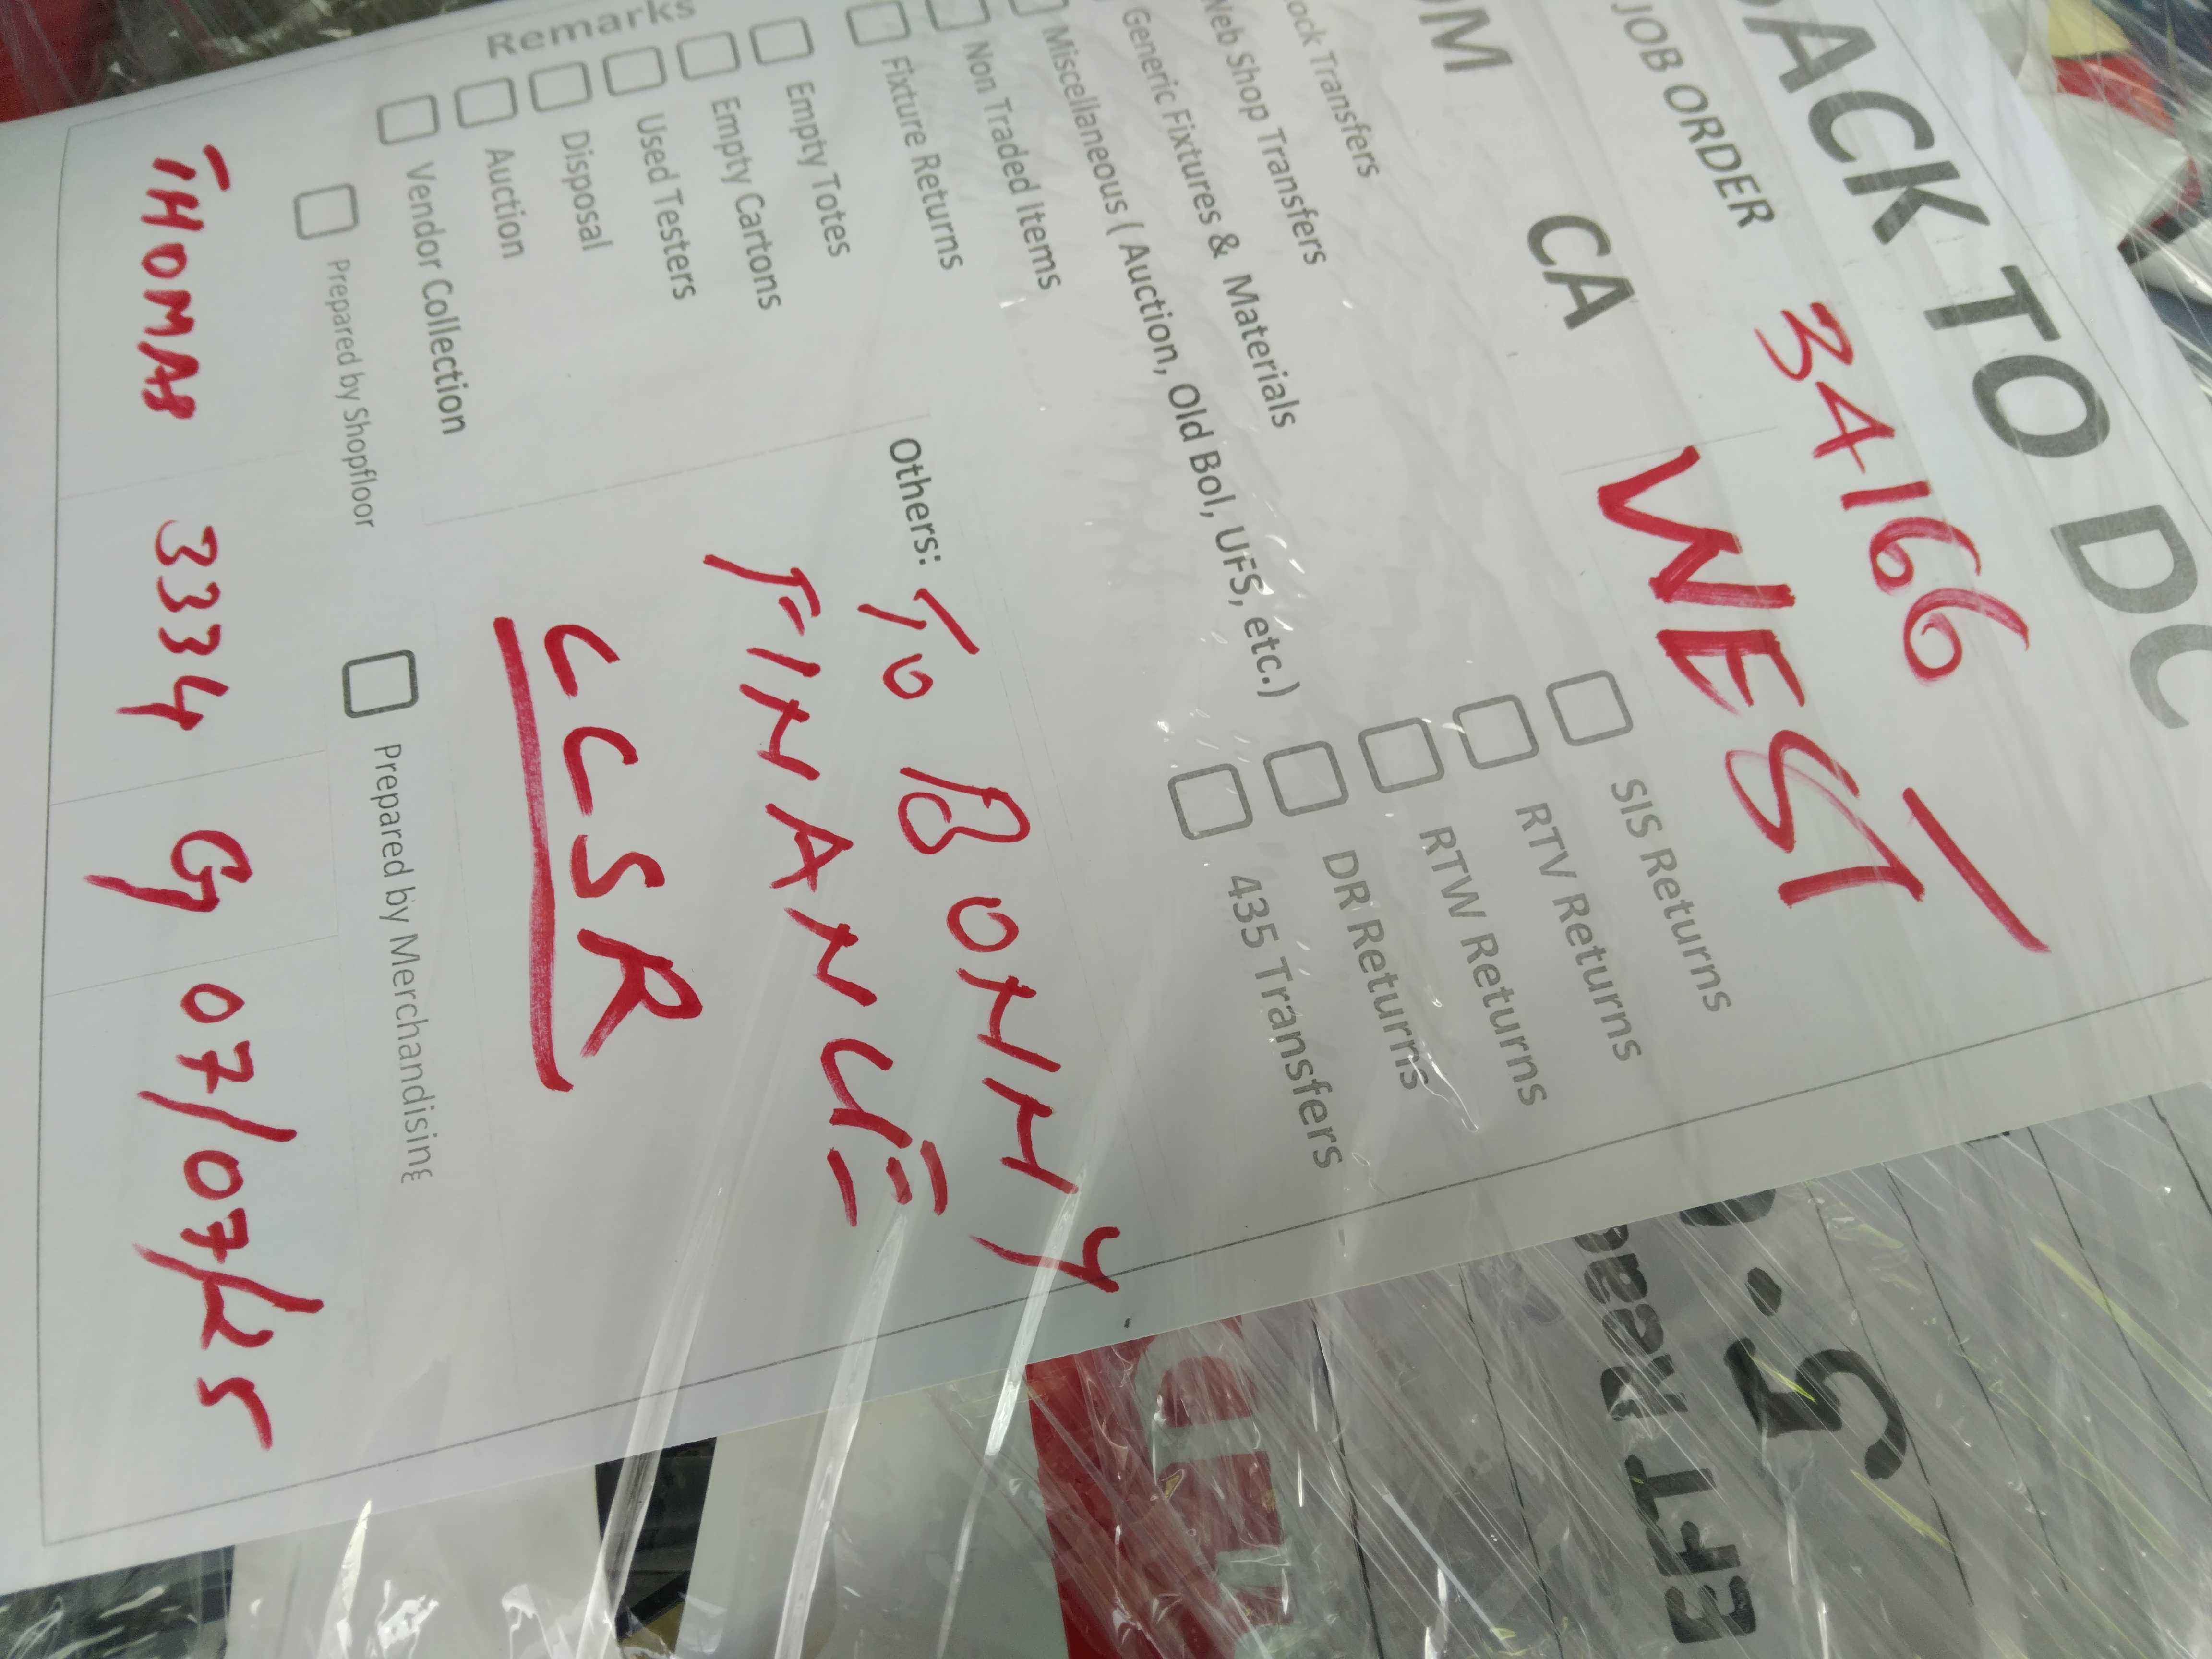 BACK TO DC
JOB ORDER 34166
CA WEST
SIS Returns
RTV Returns
RTW Returns
DR Returns
435 Transfers
Transfers
Web Shop Transfers
Generic Fixtures & Materials
Miscellaneous ( Auction, Old Bol, UFS, etc.)
Non Traded Items
Fixture Returns
Empty Totes
Empty Cartons
Used Testers
Disposal
Auction
Vendor Collection
Others: TO BONNY
FINANCE
CCSR
Remarks
Prepared by Shopfloor
Prepared by Merchandising
THOMAS 3334 07/07/25